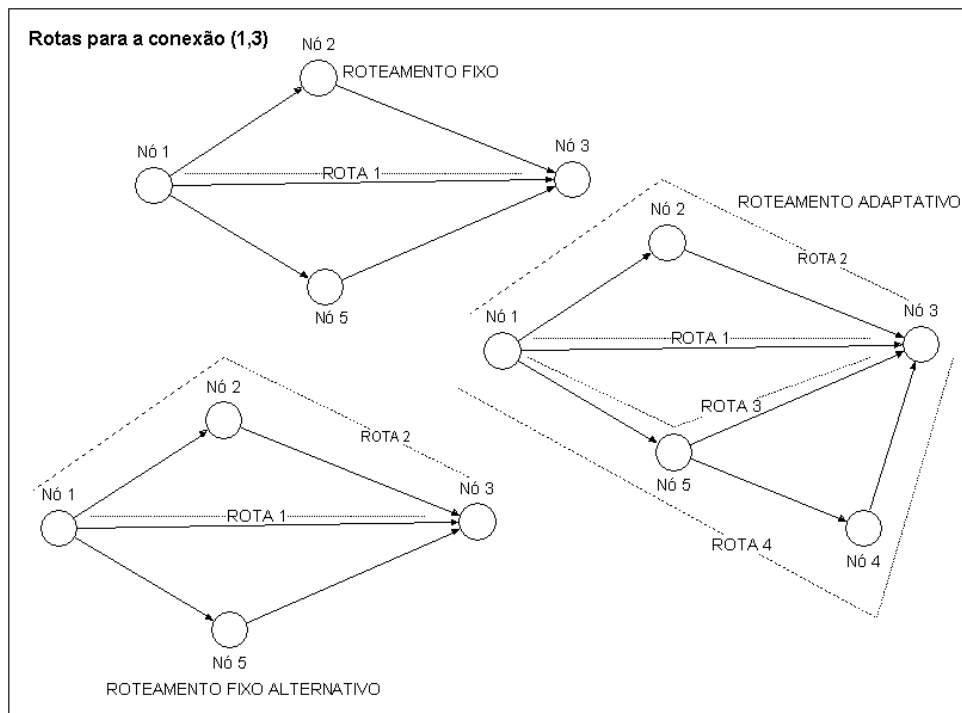 Rotas para a conexão (1,3)
Nó 2
ROTEAMENTO FIXO
Nó 1
Nó 3
ROTA 1
Nó 5
ROTEAMENTO ADAPTATIVO
Nó 2
ROTA 2
Nó 1
Nó 3
ROTA 1
ROTA 3
Nó 5
ROTA 4
Nó 4
Nó 2
ROTA 2
Nó 1
Nó 3
ROTA 1
Nó 5
ROTEAMENTO FIXO ALTERNATIVO